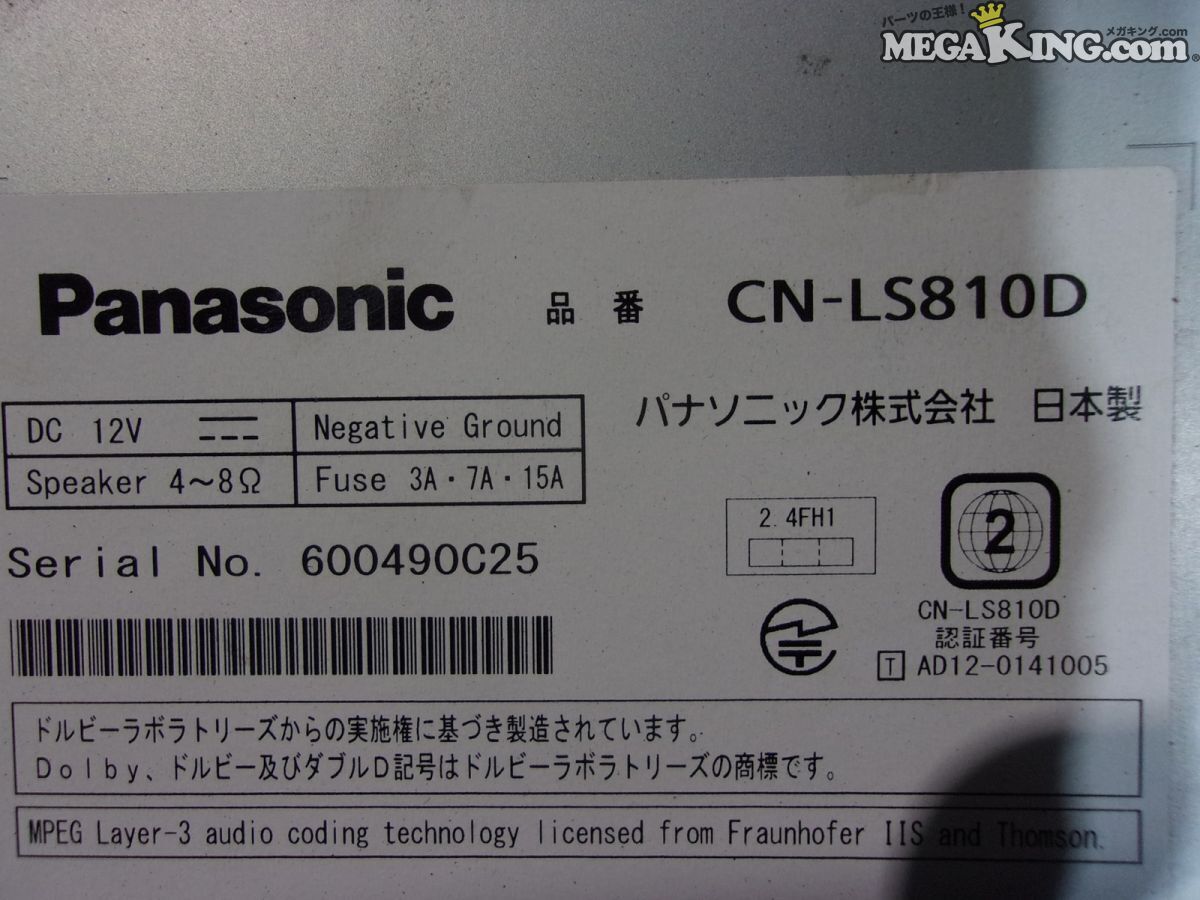 パーツの王様！
メガキング.com
MEGAKING.com®
Panasonic 品番 CN-LS810D
パナソニック株式会社 日本製
DC 12V Negative Ground
Speaker 4～8Ω Fuse 3A・7A・15A
2.4FH1
2
Serial No. 600490C25
CN-LS810D
認証番号
T AD12-0141005
ドルビーラボラトリーズからの実施権に基づき製造されています。
Dolby、ドルビー及びダブルD記号はドルビーラボラトリーズの商標です。
MPEG Layer-3 audio coding technology licensed from Fraunhofer IIS and Thomson.